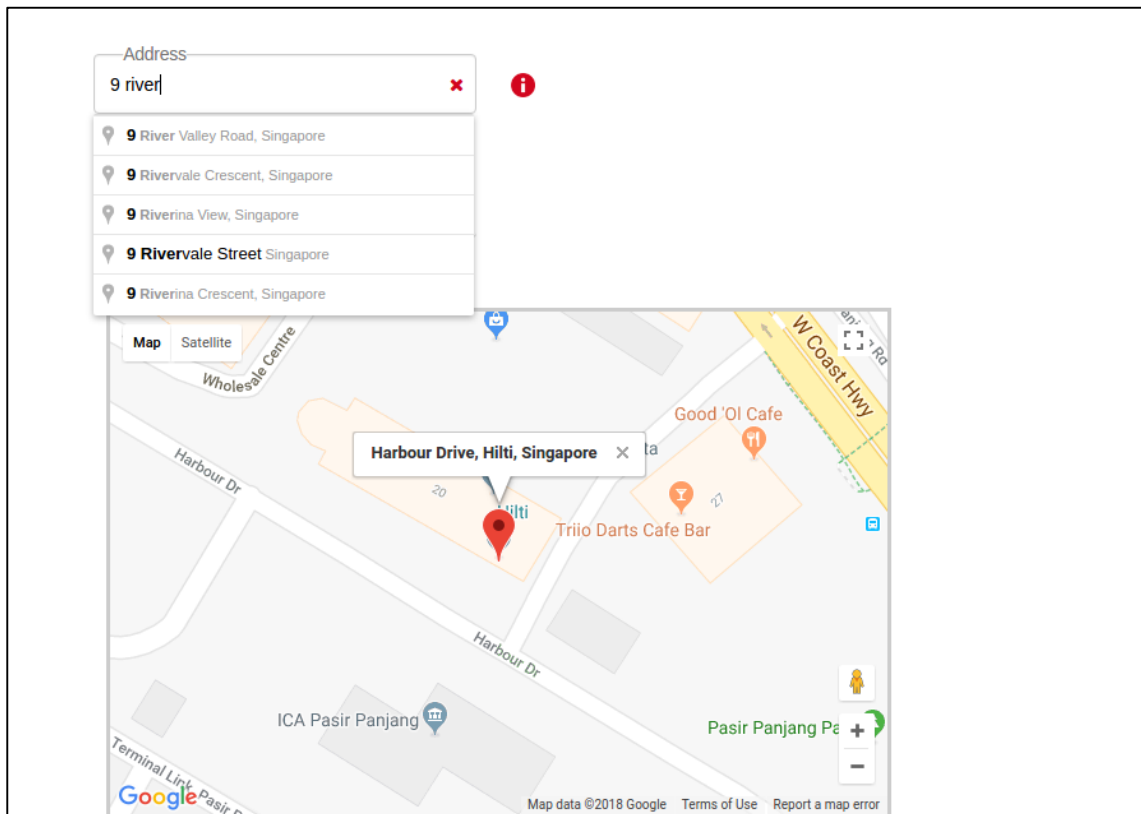 Address
9 river
9 River Valley Road, Singapore
9 Rivervale Crescent, Singapore
9 Riverina View, Singapore
9 Rivervale Street Singapore
9 Riverina Crescent, Singapore
Map Satellite
Wholesale Centre
W Coast Hwy
Good 'Ol Cafe
Harbour Drive, Hilti, Singapore
Harbour Dr
20
27
Hilti
Triio Darts Cafe Bar
Harbour Dr
ICA Pasir Panjang
Pasir Panjang Pa
Terminal Link
Pasir
Google
Map data ©2018 Google Terms of Use Report a map error